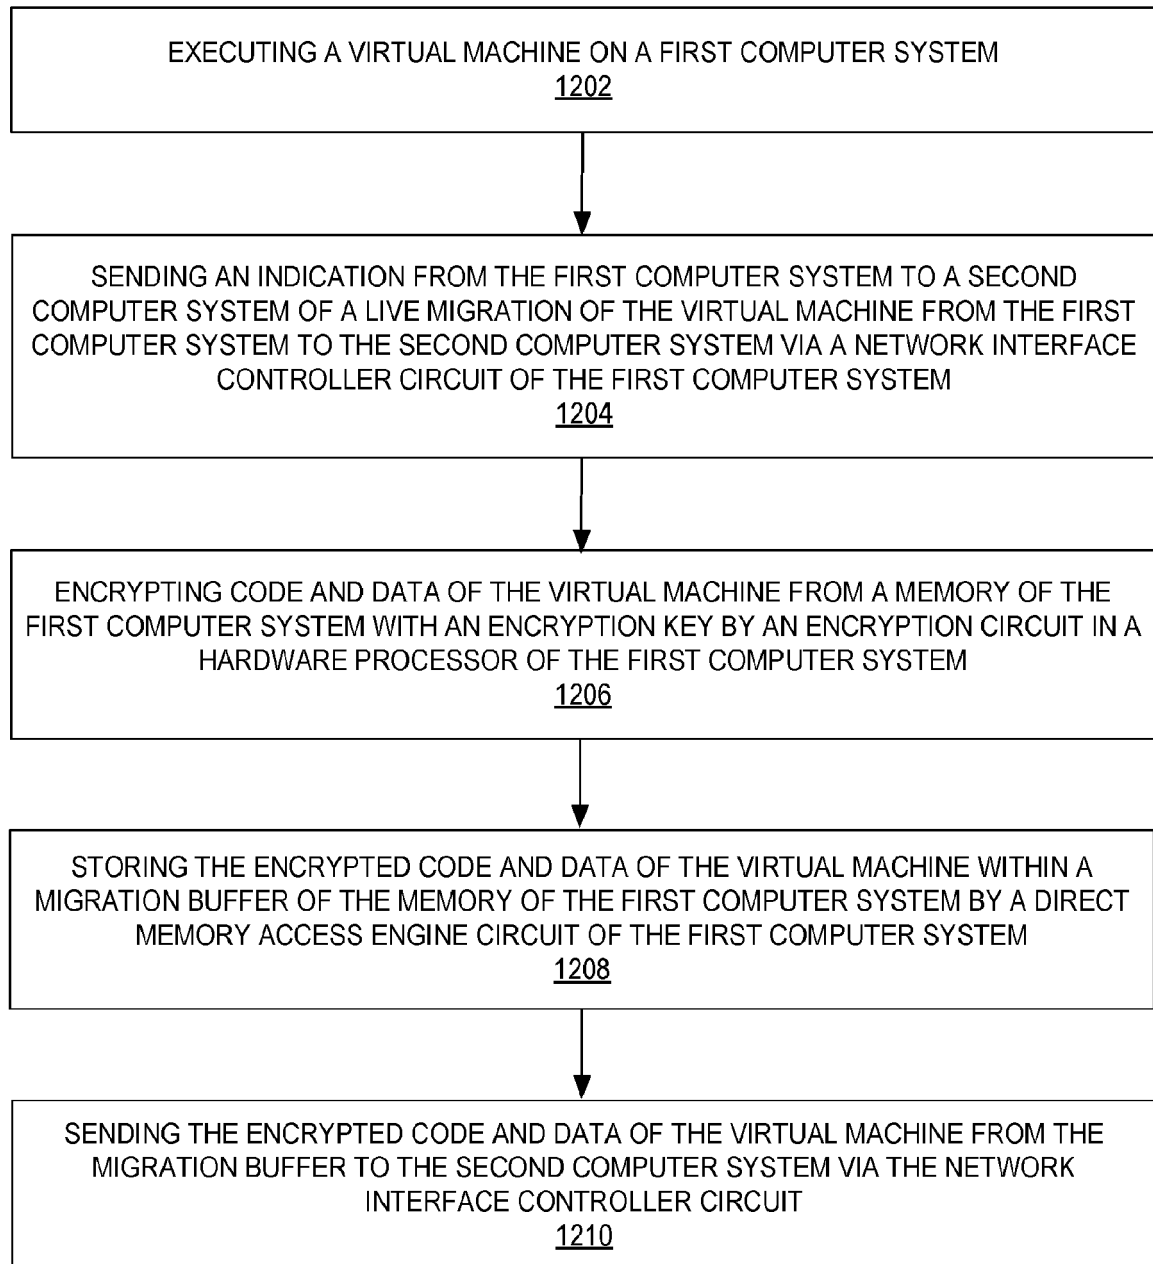 EXECUTING A VIRTUAL MACHINE ON A FIRST COMPUTER SYSTEM
1202
SENDING AN INDICATION FROM THE FIRST COMPUTER SYSTEM TO A SECOND
COMPUTER SYSTEM OF A LIVE MIGRATION OF THE VIRTUAL MACHINE FROM THE FIRST
COMPUTER SYSTEM TO THE SECOND COMPUTER SYSTEM VIA A NETWORK INTERFACE
CONTROLLER CIRCUIT OF THE FIRST COMPUTER SYSTEM
1204
ENCRYPTING CODE AND DATA OF THE VIRTUAL MACHINE FROM A MEMORY OF THE
FIRST COMPUTER SYSTEM WITH AN ENCRYPTION KEY BY AN ENCRYPTION CIRCUIT IN A
HARDWARE PROCESSOR OF THE FIRST COMPUTER SYSTEM
1206
STORING THE ENCRYPTED CODE AND DATA OF THE VIRTUAL MACHINE WITHIN A
MIGRATION BUFFER OF THE MEMORY OF THE FIRST COMPUTER SYSTEM BY A DIRECT
MEMORY ACCESS ENGINE CIRCUIT OF THE FIRST COMPUTER SYSTEM
1208
SENDING THE ENCRYPTED CODE AND DATA OF THE VIRTUAL MACHINE FROM THE
MIGRATION BUFFER TO THE SECOND COMPUTER SYSTEM VIA THE NETWORK
INTERFACE CONTROLLER CIRCUIT
1210